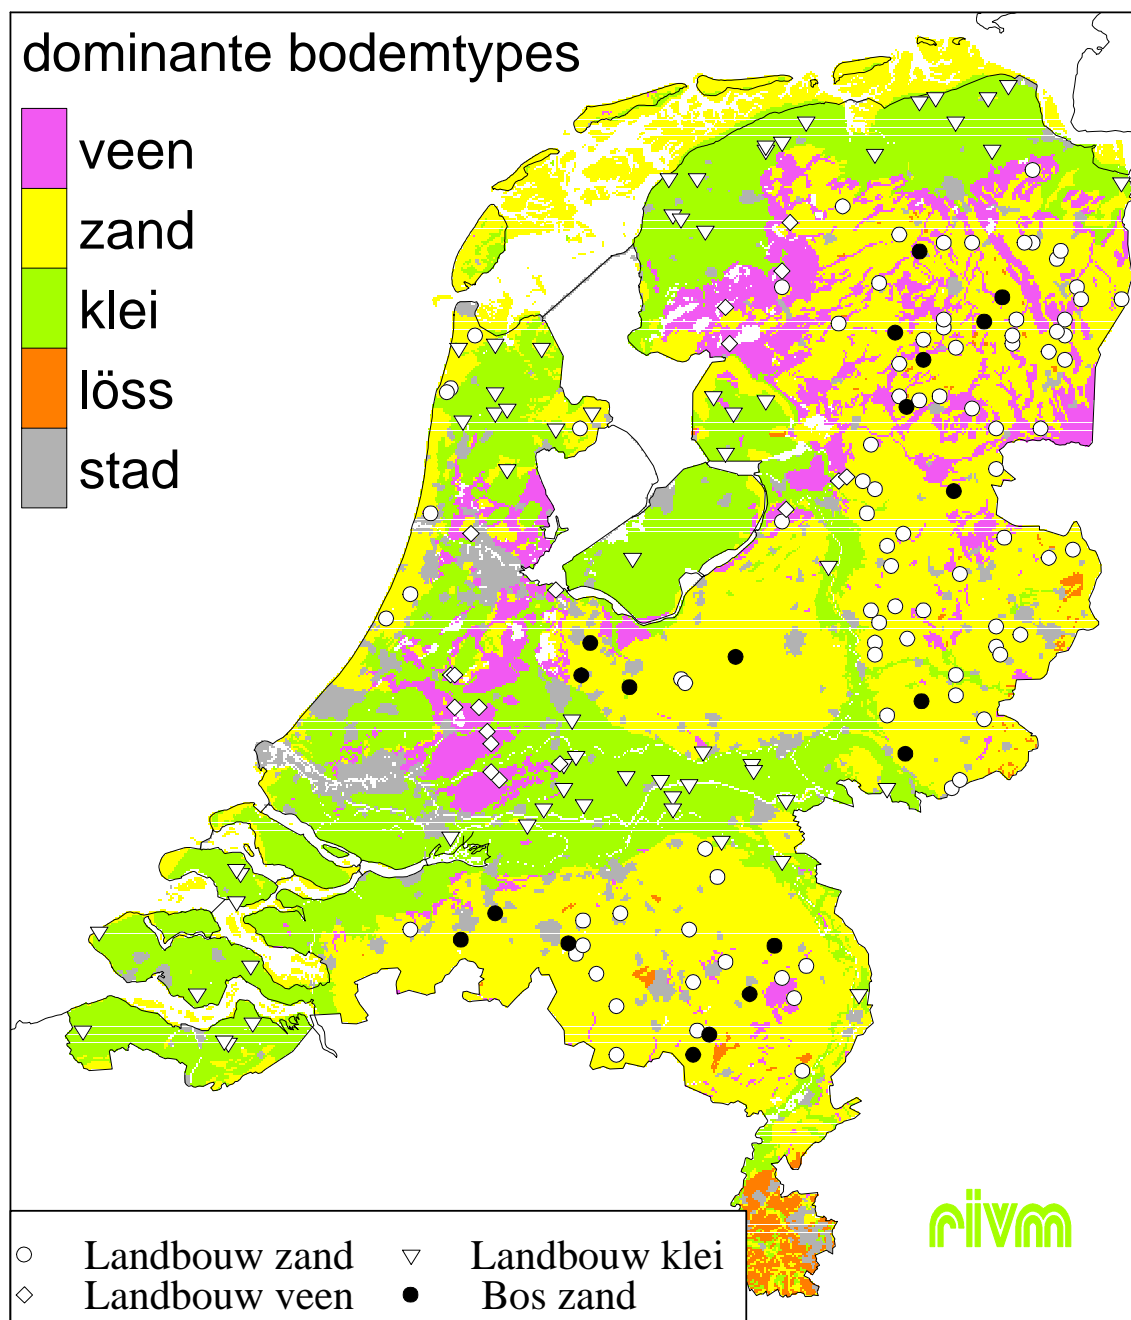 dominante bodemtypes
veen
zand
klei
löss
stad
rivm
Landbouw zand Landbouw klei
Landbouw veen Bos zand